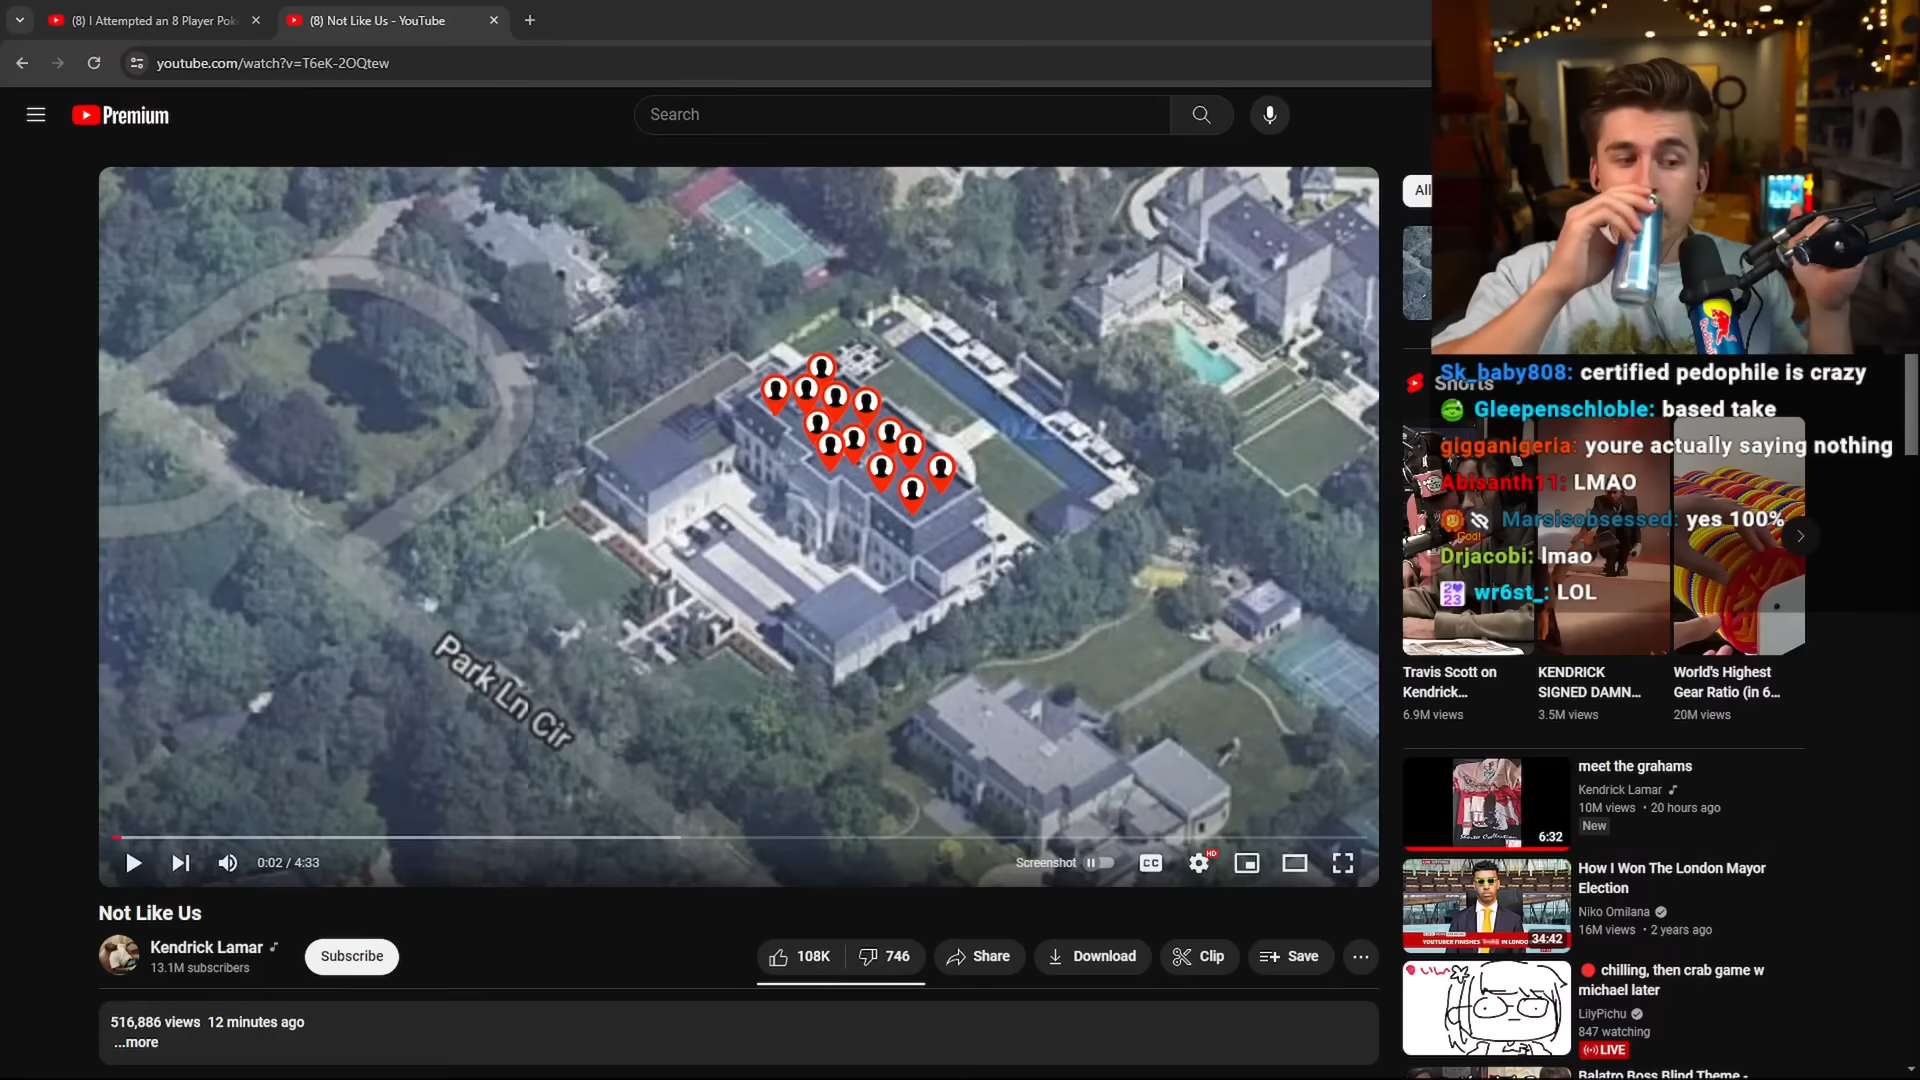 (8) I Attempted an 8 Player Pok
(8) Not Like Us - YouTube
youtube.com/watch?v=T6eK-2OQtew
Premium
Search
Park Ln Cir
0:02 / 4:33
Screenshot
CC
HD
Not Like Us
Kendrick Lamar
13.1M subscribers
Subscribe
108K
746
Share
Download
Clip
Save
516,886 views 12 minutes ago
...more
All
Red Bull
Shorts
Sk_baby808: certified pedophile is crazy
Gleepenschloble: based take
gigganigeria: youre actually saying nothing
Abisanth11: LMAO
God!
Marsisobsessed: yes 100%
Drjacobi: lmao
wr6st_: LOL
Travis Scott on
Kendrick...
6.9M views
KENDRICK
SIGNED DAMN...
3.5M views
World's Highest
Gear Ratio (in 6...
20M views
meet the grahams
Kendrick Lamar
10M views • 20 hours ago
New
6:32
How I Won The London Mayor
Election
Niko Omilana
16M views • 2 years ago
34:42
chilling, then crab game w
michael later
LilyPichu
847 watching
LIVE
Balatro Boss Blind Theme -